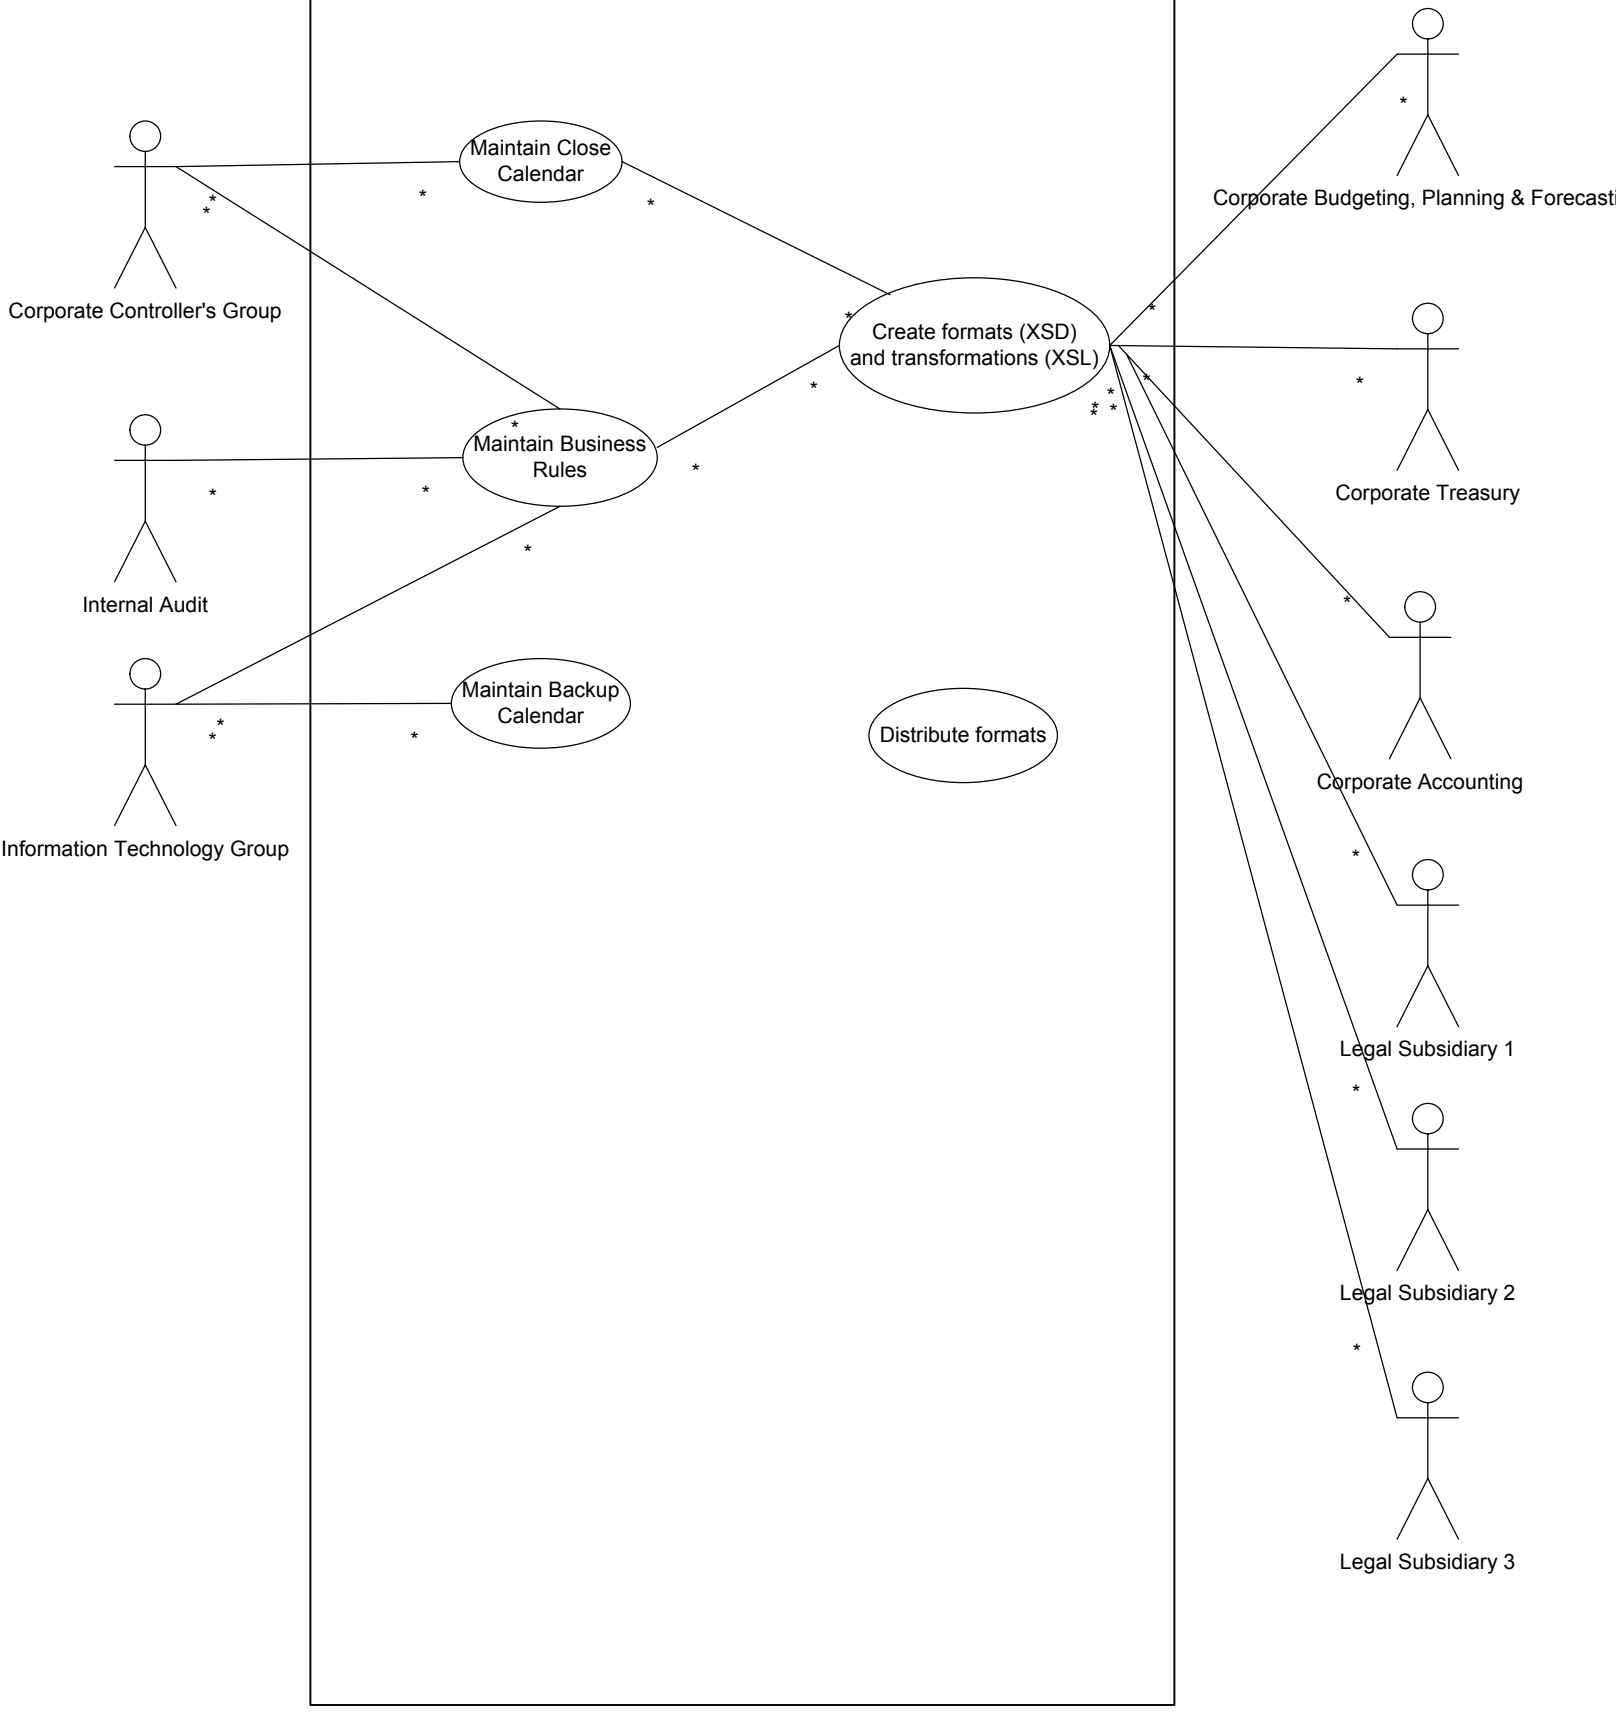 Corporate Budgeting, Planning & Forecasti
Maintain Close
Calendar
*
*
*
*
*
Corporate Controller's Group
*
*
Create formats (XSD)
and transformations (XSL)
*
*
*
*
*
*
*
*
*
Maintain Business
Rules
*
*
*
Corporate Treasury
*
Internal Audit
*
Maintain Backup
Calendar
*
*
*
Distribute formats
Corporate Accounting
Information Technology Group
*
Legal Subsidiary 1
*
Legal Subsidiary 2
*
Legal Subsidiary 3